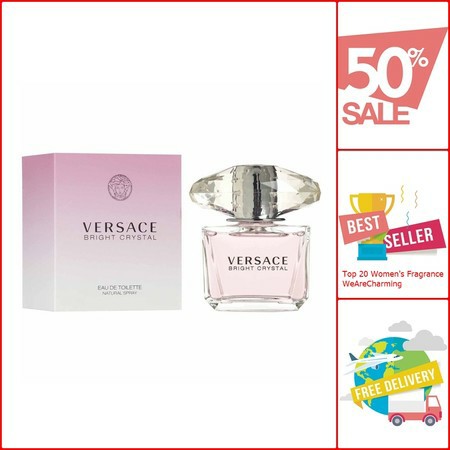 VERSACE
BRIGHT CRYSTAL
EAU DE TOILETTE
NATURAL SPRAY
VERSACE
BRIGHT CRYSTAL
50%
SALE
BEST
SELLER
Top 20 Women's Fragrance
WeAreCharming
FREE DELIVERY